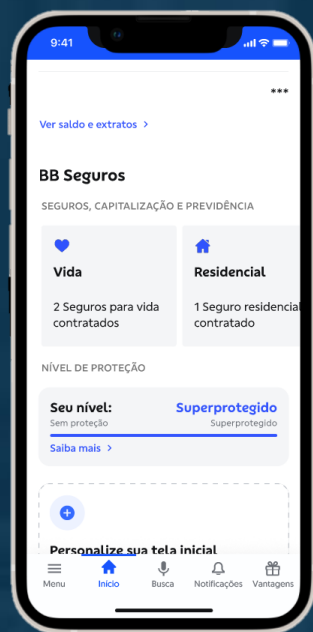 9:41
***
Ver saldo e extratos >
BB Seguros
SEGUROS, CAPITALIZAÇÃO E PREVIDÊNCIA
Vida
2 Seguros para vida
contratados
Residencial
1 Seguro residencial
contratado
NÍVEL DE PROTEÇÃO
Seu nível: Superprotegido
Sem proteção Superprotegido
Saiba mais >
Personalize sua tela inicial
Menu Início Busca Notificações Vantagens